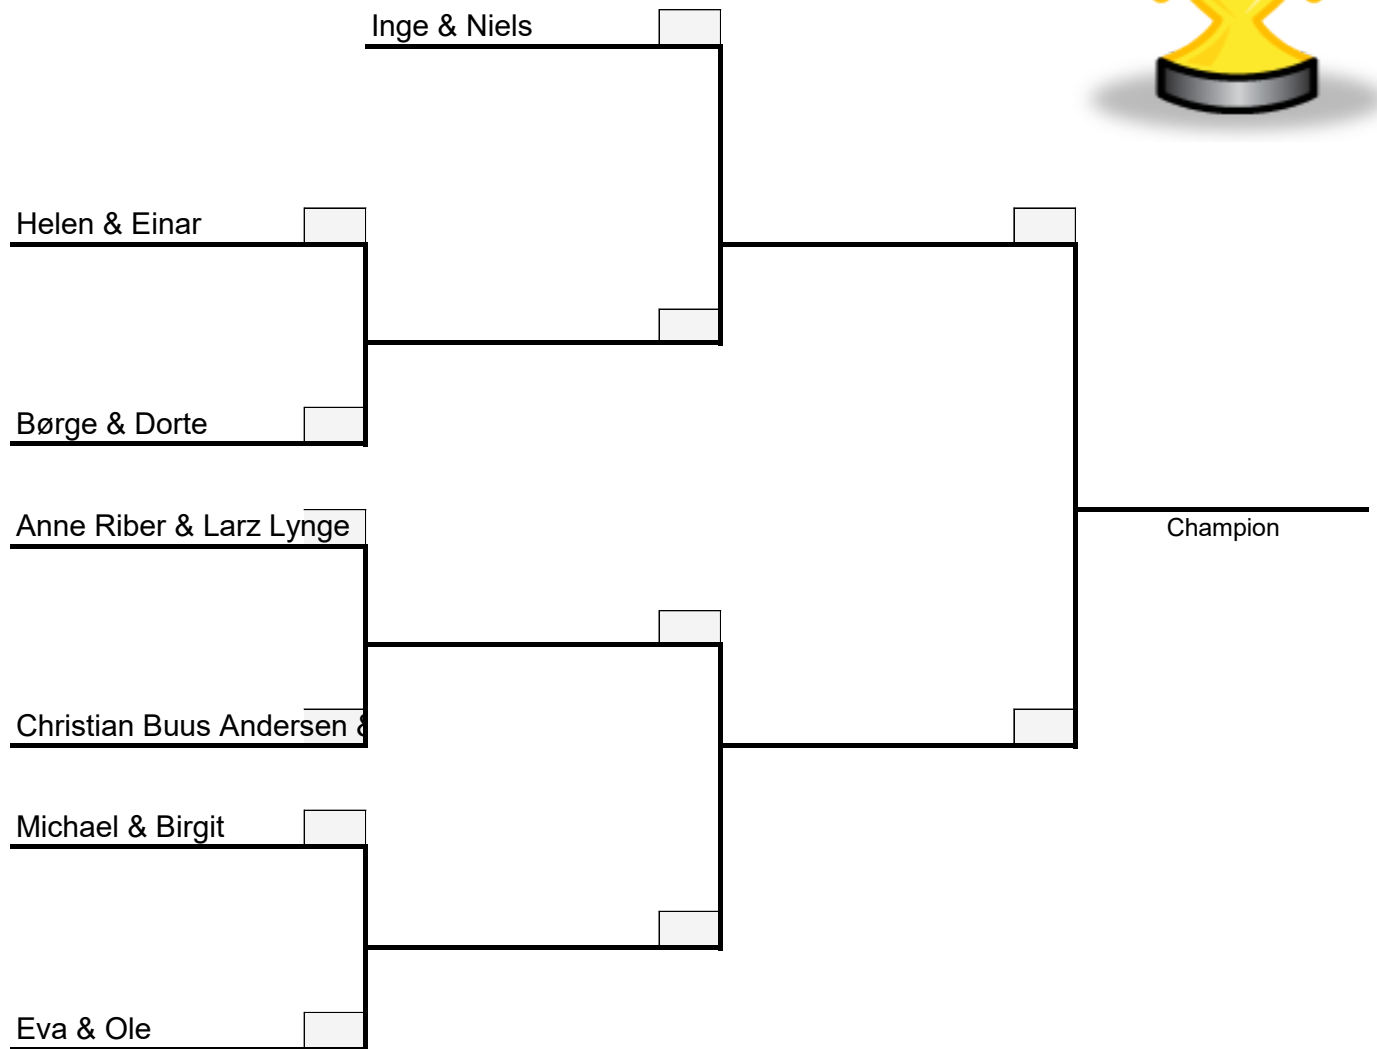 Inge & Niels
Helen & Einar
Børge & Dorte
Anne Riber & Larz Lynge
Champion
Christian Buus Andersen &
Michael & Birgit
Eva & Ole